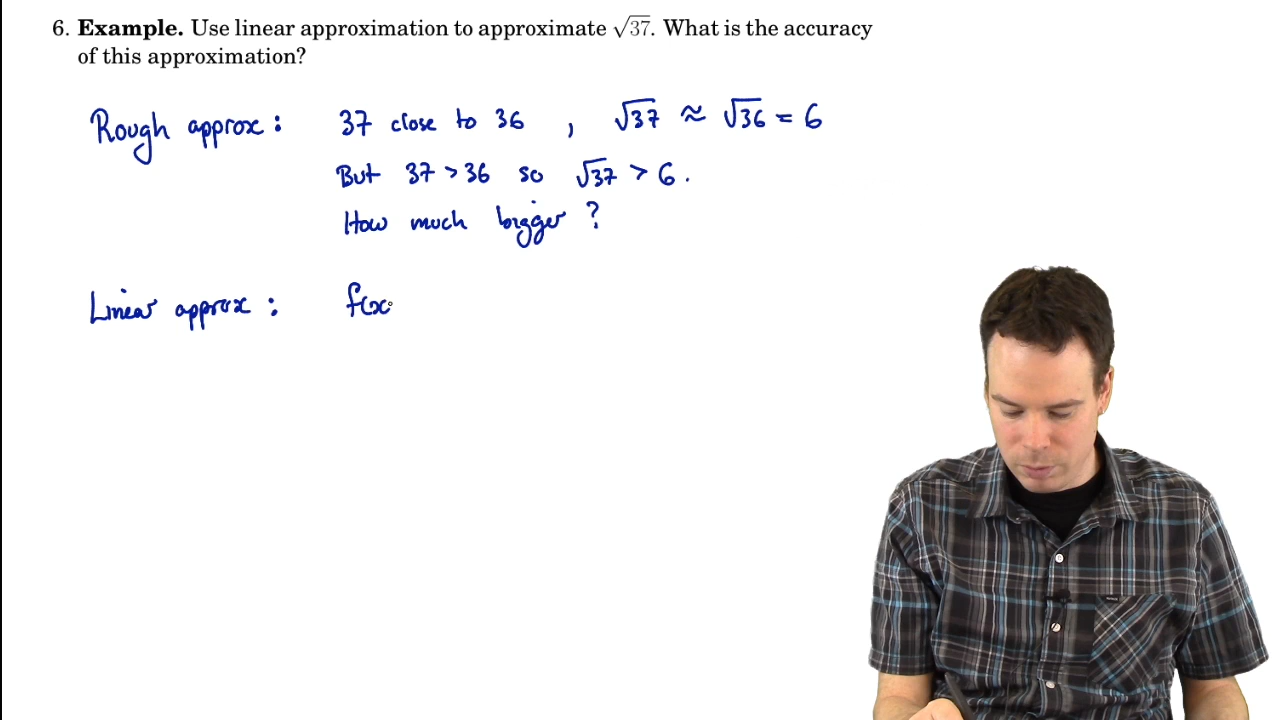 6. Example. Use linear approximation to approximate √37. What is the accuracy
of this approximation?
Rough approx: 37 close to 36 , √37 ≈ √36 = 6
But 37 > 36 so √37 > 6.
How much bigger ?
Linear approx : f(x